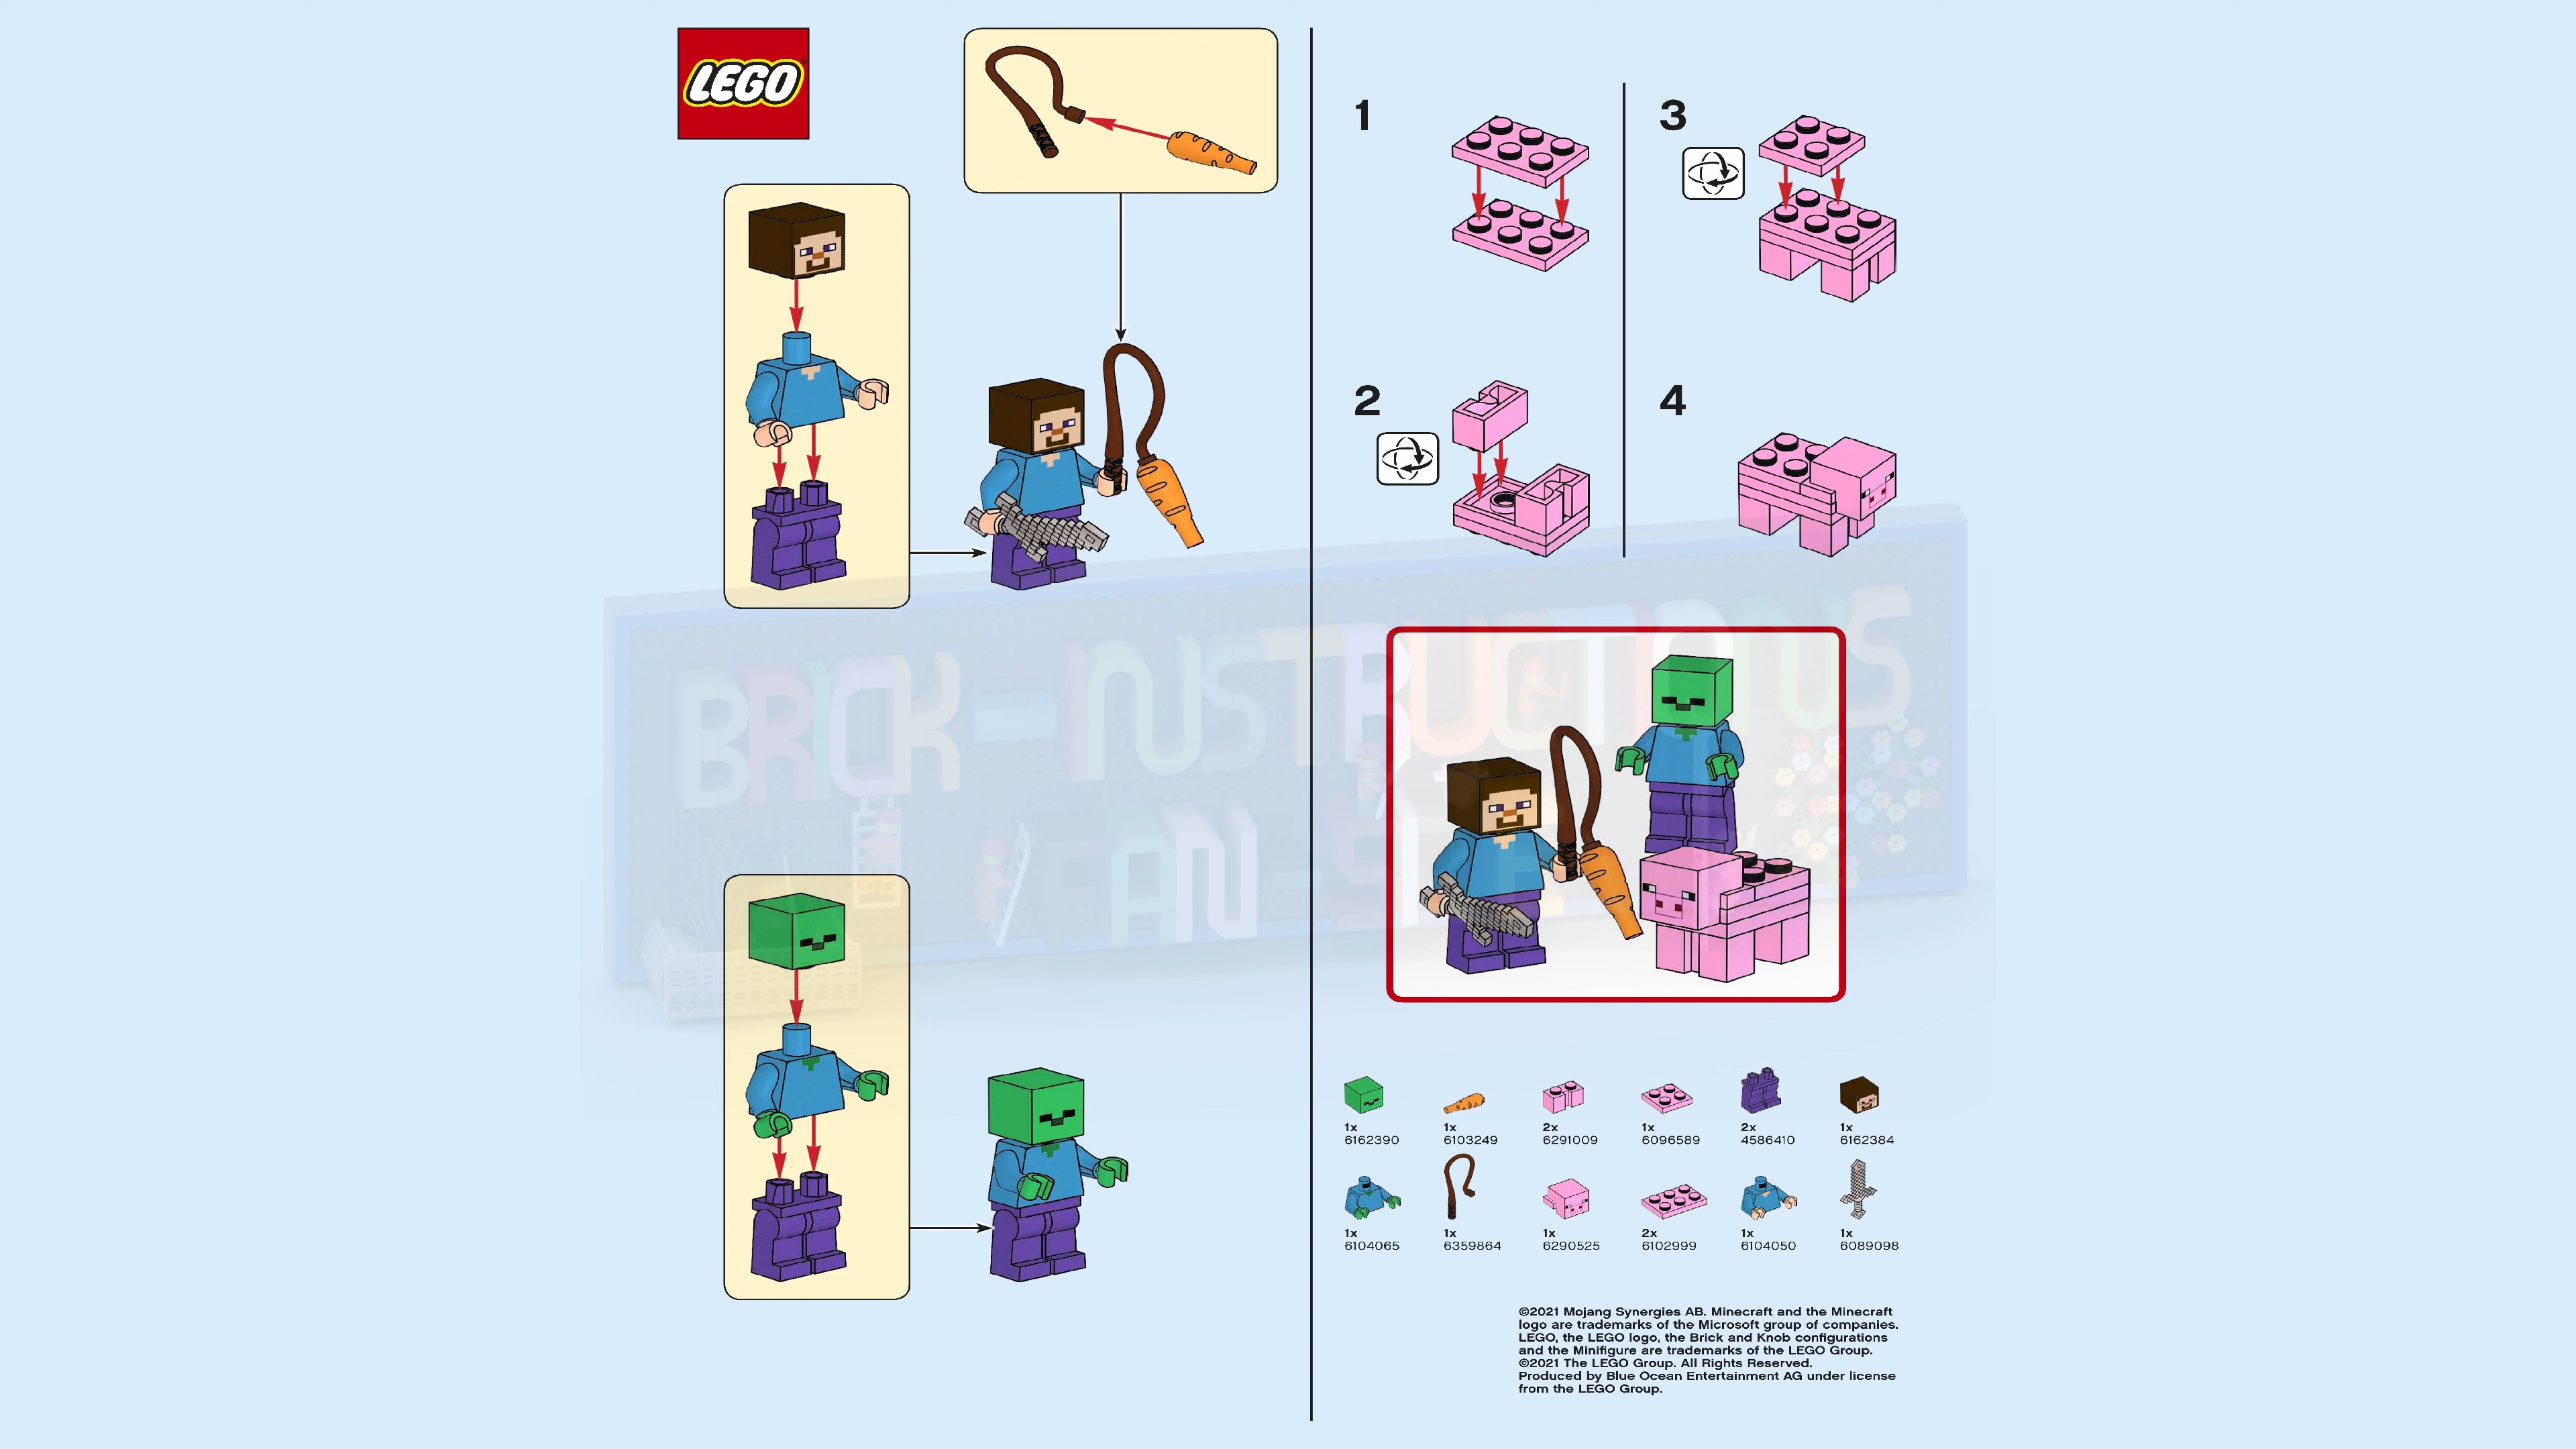 LEGO
1
3
2
4
BRICK-INSTRUCTIONS
1x
1x
2x
1x
2x
1x
6162390
6103249
6291009
6096589
4586410
6162384
1x
1x
1x
2x
1x
1x
6104065
6359864
6290525
6102999
6104050
6089098
©2021 Mojang Synergies AB. Minecraft and the Minecraft
logo are trademarks of the Microsoft group of companies.
LEGO, the LEGO logo, the Brick and Knob configurations
and the Minifigure are trademarks of the LEGO Group.
©2021 The LEGO Group. All Rights Reserved.
Produced by Blue Ocean Entertainment AG under license
from the LEGO Group.